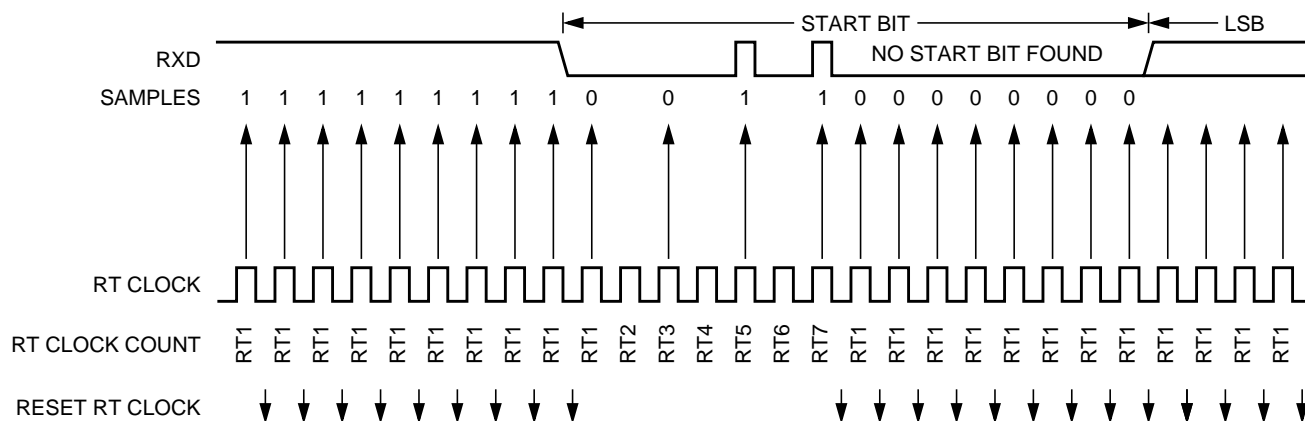 START BIT
LSB
RXD
NO START BIT FOUND
SAMPLES 1 1 1 1 1 1 1 1 1 0 0 1 1 0 0 0 0 0 0 0 0
RT CLOCK
RT CLOCK COUNT RT1 RT1 RT1 RT1 RT1 RT1 RT1 RT1 RT1 RT1 RT2 RT3 RT4 RT5 RT6 RT7 RT1 RT1 RT1 RT1 RT1 RT1 RT1 RT1 RT1 RT1 RT1 RT1
RESET RT CLOCK